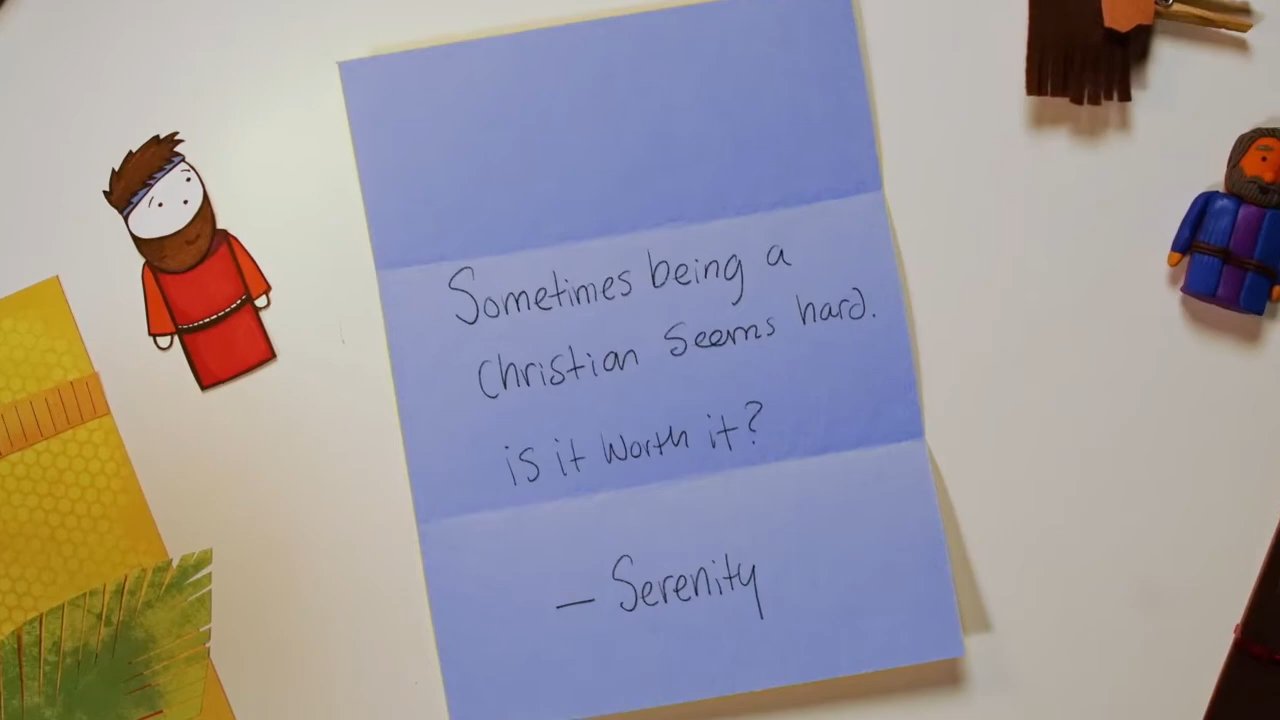 Sometimes being a
Christian seems hard.
is it worth it?
— Serenity